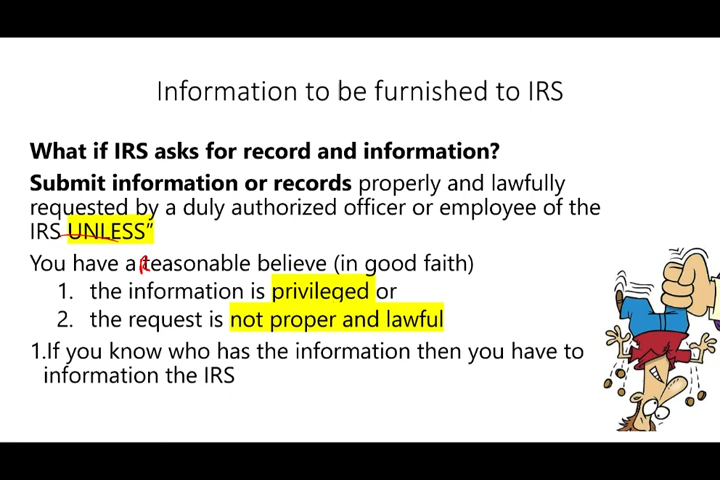 Information to be furnished to IRS
What if IRS asks for record and information?
Submit information or records properly and lawfully
requested by a duly authorized officer or employee of the
IRS UNLESS”
You have a reasonable believe (in good faith)
1. the information is privileged or
2. the request is not proper and lawful
1.If you know who has the information then you have to
information the IRS